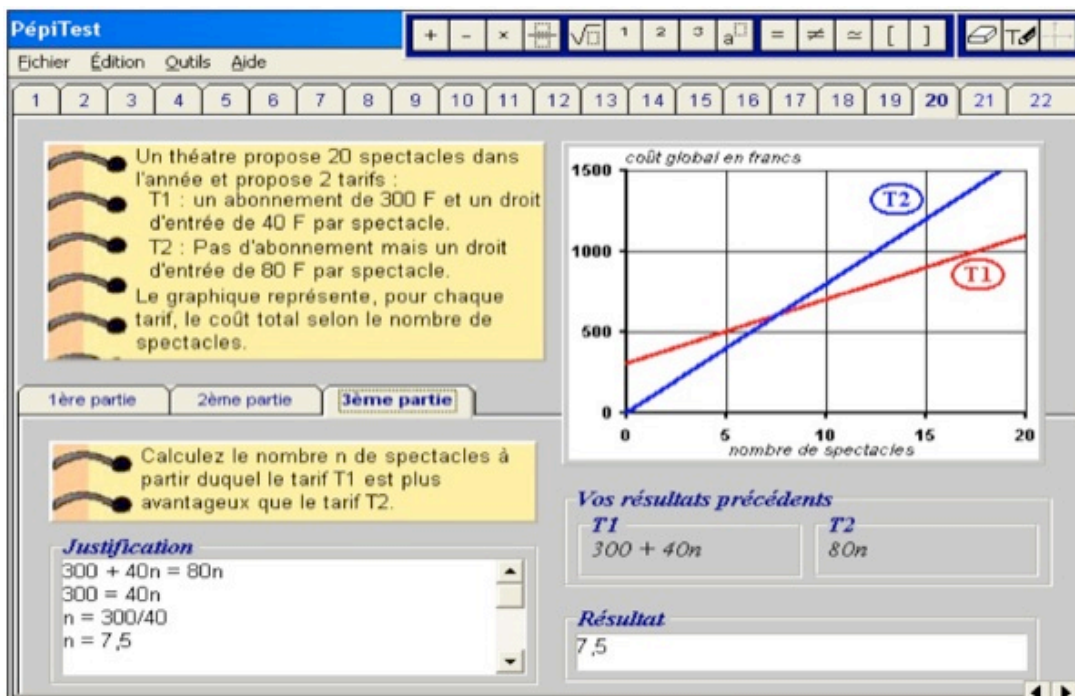 PépiTest
+ - × √ 1 2 3 a = ≠ ≃ [ ] T
Fichier Édition Outils Aide
1 2 3 4 5 6 7 8 9 10 11 12 13 14 15 16 17 18 19 20 21 22
Un théatre propose 20 spectacles dans
l'année et propose 2 tarifs :
T1 : un abonnement de 300 F et un droit
d'entrée de 40 F par spectacle.
T2 : Pas d'abonnement mais un droit
d'entrée de 80 F par spectacle.
Le graphique représente, pour chaque
tarif, le coût total selon le nombre de
spectacles.
coût global en francs
1500
T2
1000
T1
500
0
0 5 10 15 20
nombre de spectacles
1ère partie 2ème partie 3ème partie
Calculez le nombre n de spectacles à
partir duquel le tarif T1 est plus
avantageux que le tarif T2.
Justification
300 + 40n = 80n
300 = 40n
n = 300/40
n = 7,5
Vos résultats précédents
T1 T2
300 + 40n 80n
Résultat
7,5